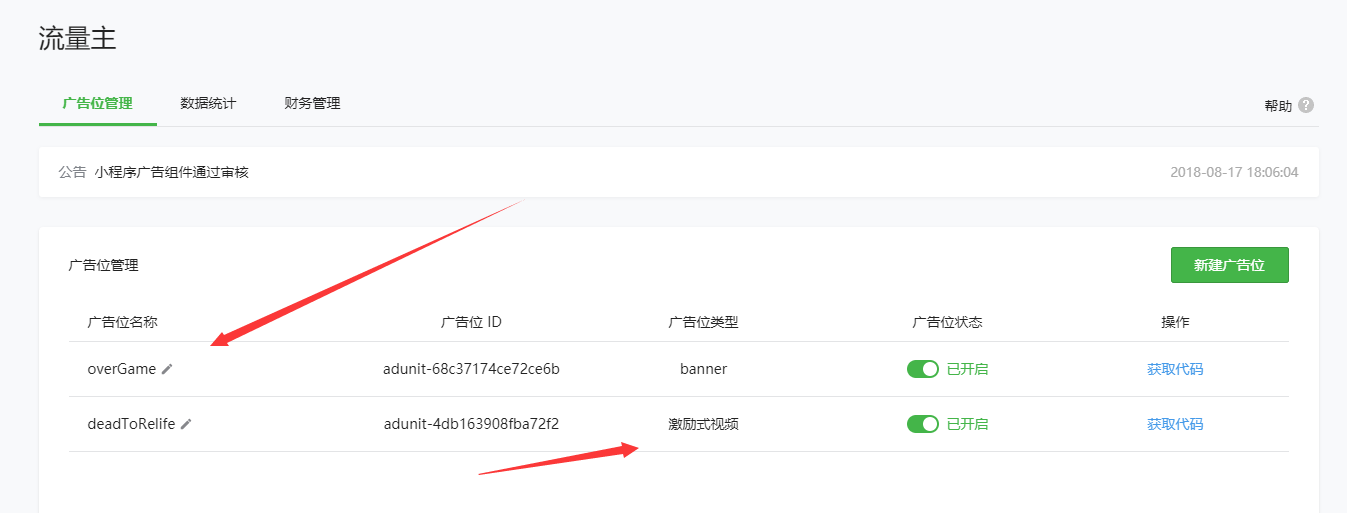 流量主
广告位管理 数据统计 财务管理 帮助 ?
公告 小程序广告组件通过审核 2018-08-17 18:06:04
广告位管理 新建广告位
广告位名称 广告位 ID 广告位类型 广告位状态 操作
overGame adunit-68c37174ce72ce6b banner 已开启 获取代码
deadToRelife adunit-4db163908fba72f2 激励式视频 已开启 获取代码